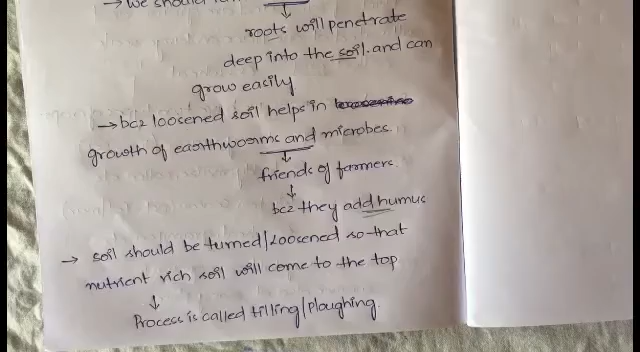 → We should
↓
roots will penetrate
deep into the soil. and can
grow easily
→ bcz loosened soil helps in
growth of earthworms and microbes.
↓
friends of farmers.
↓
bcz they add humus
→ soil should be turned/loosened so that
nutrient rich soil will come to the top
↓
Process is called tilling/ploughing.